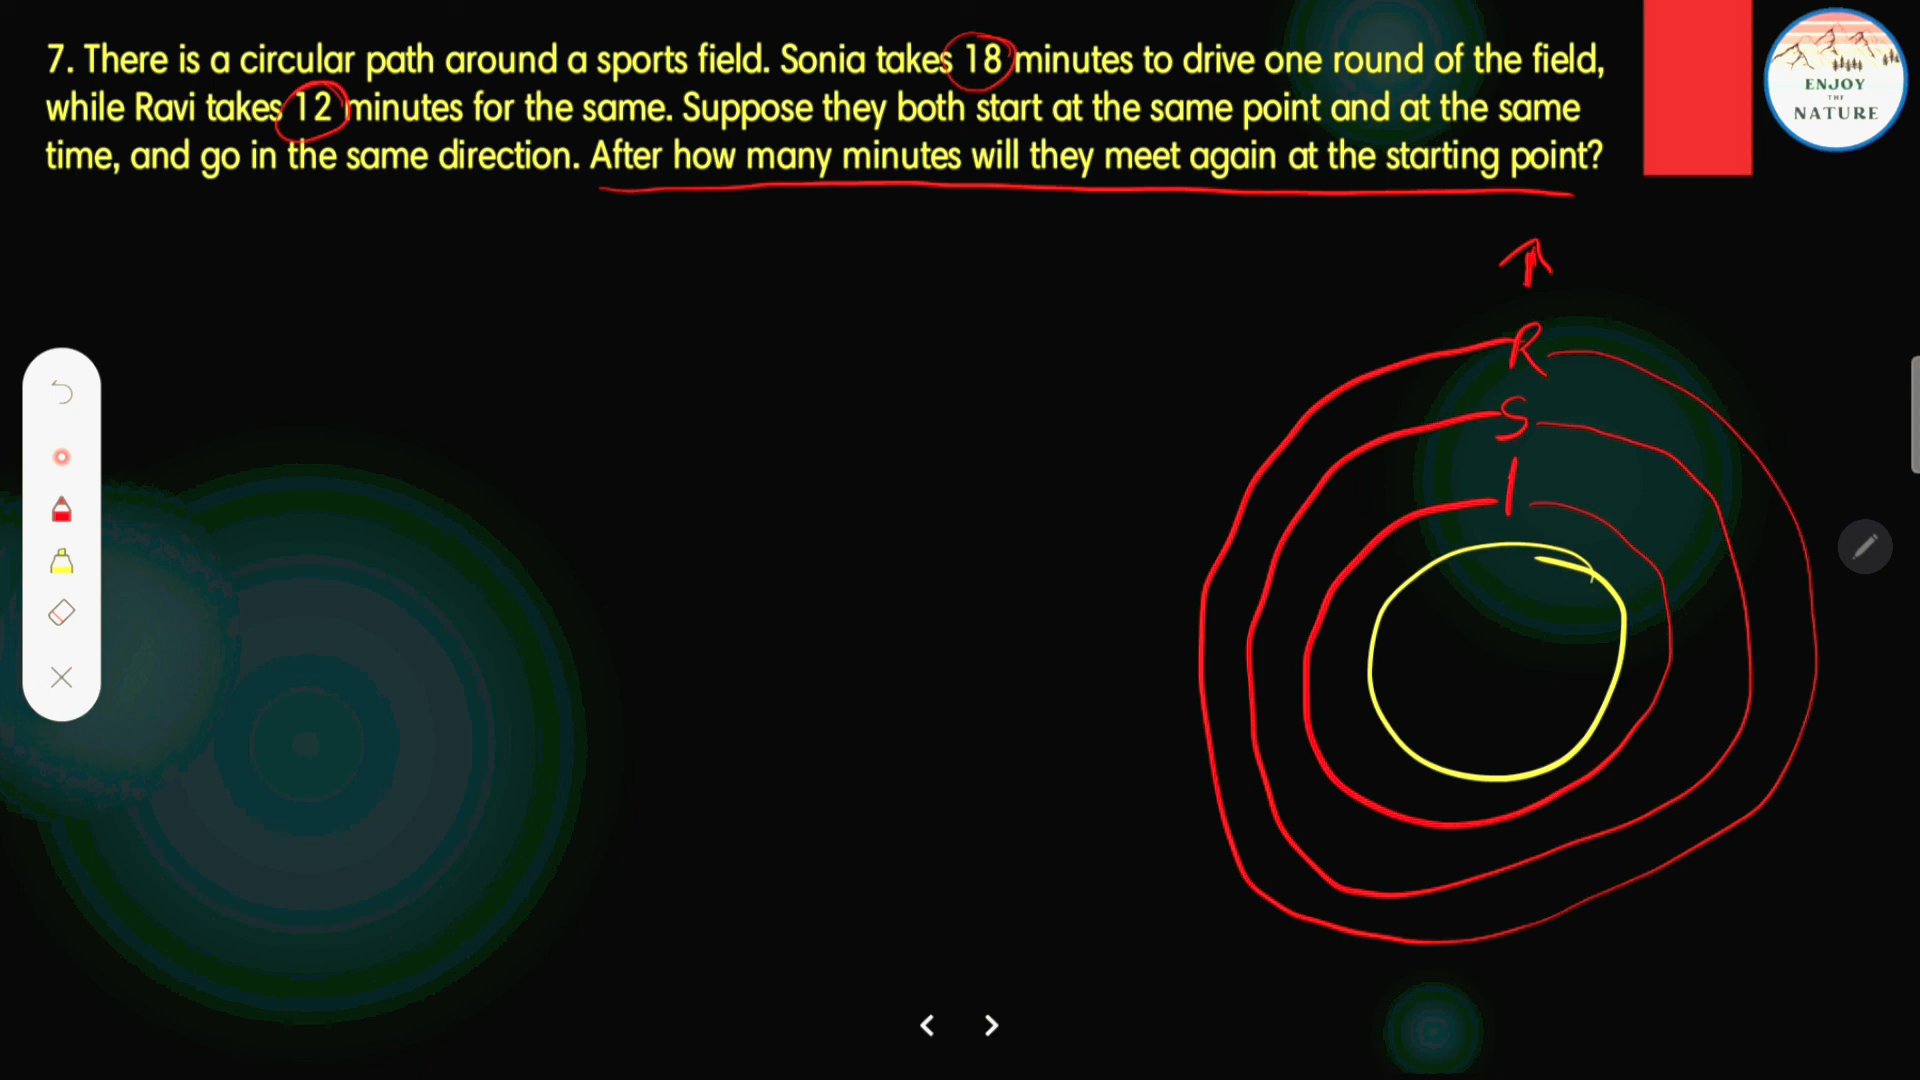 7. There is a circular path around a sports field. Sonia takes 18 minutes to drive one round of the field,
while Ravi takes 12 minutes for the same. Suppose they both start at the same point and at the same
time, and go in the same direction. After how many minutes will they meet again at the starting point?
ENJOY
THE
NATURE
R
S